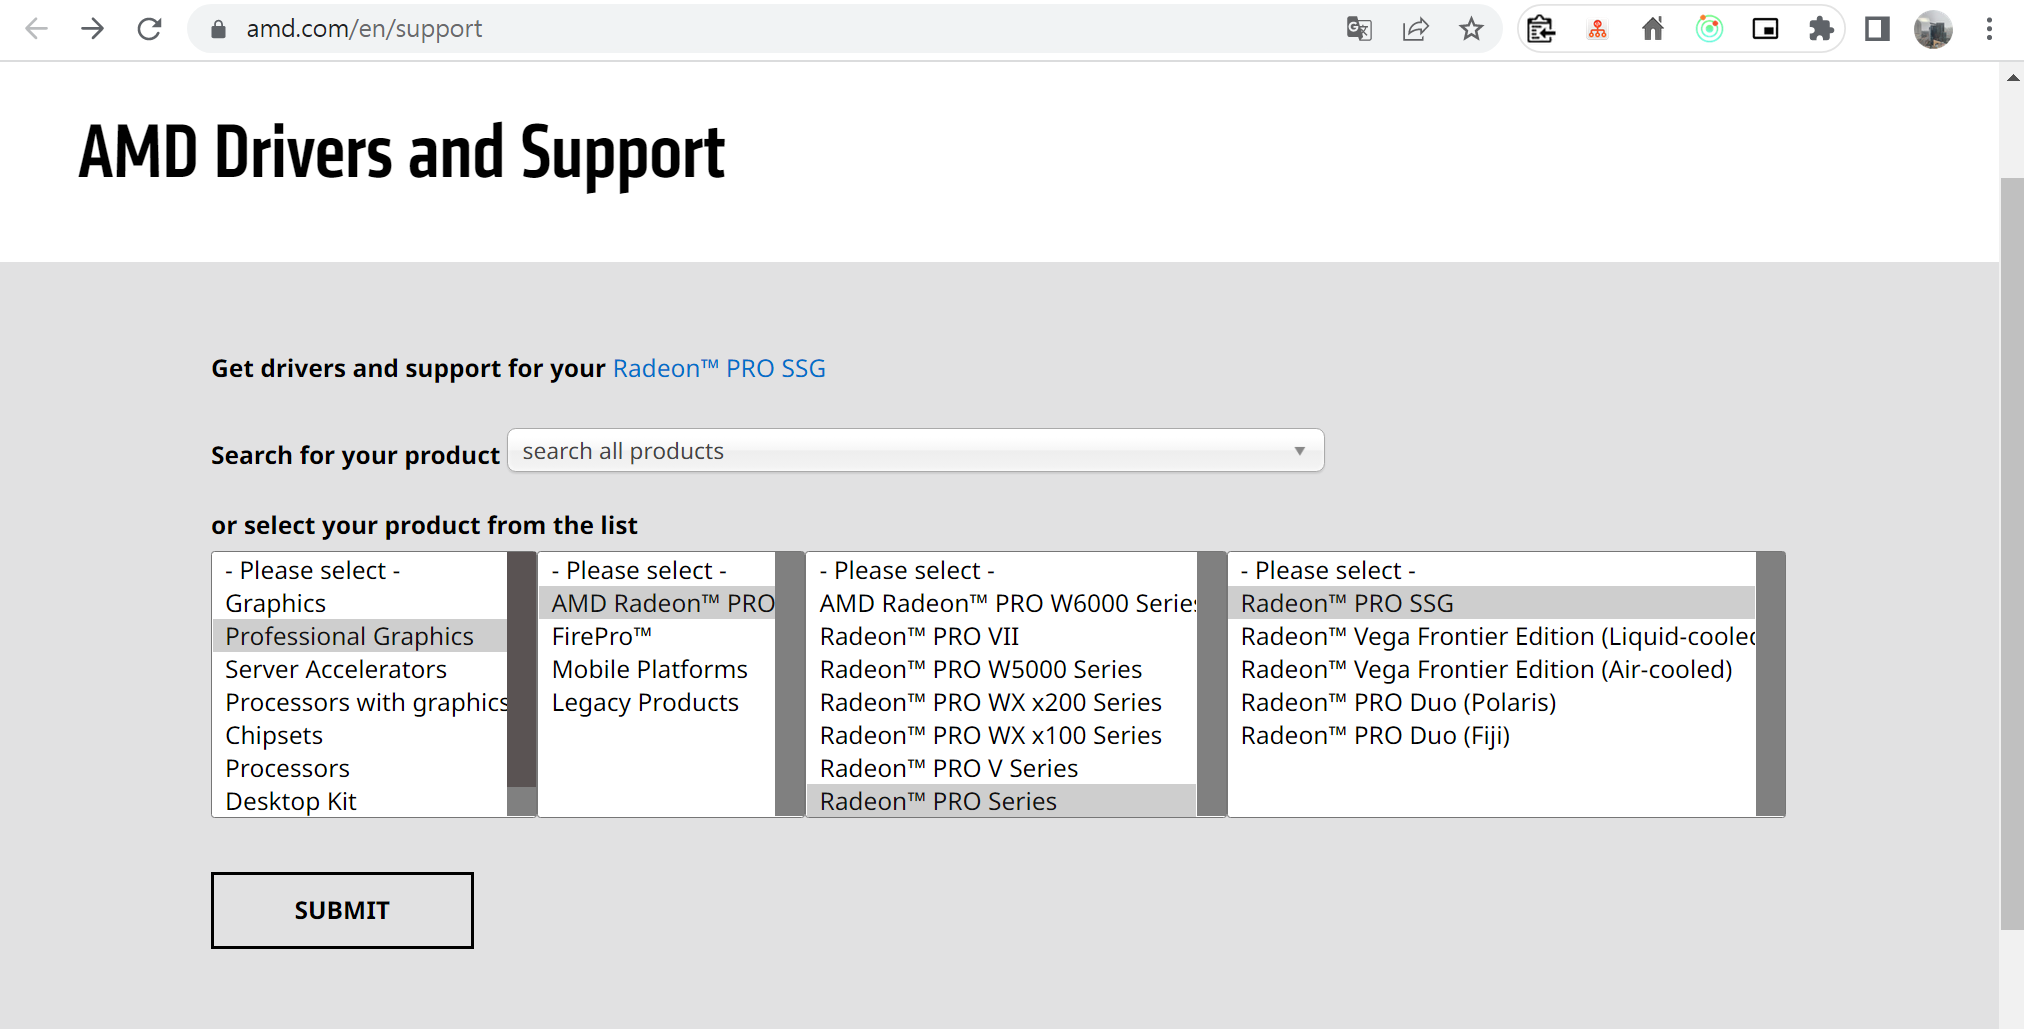 amd.com/en/support
AMD Drivers and Support
Get drivers and support for your Radeon™ PRO SSG
Search for your product search all products
or select your product from the list
- Please select -
Graphics
Professional Graphics
Server Accelerators
Processors with graphics
Chipsets
Processors
Desktop Kit
- Please select -
AMD Radeon™ PRO
FirePro™
Mobile Platforms
Legacy Products
- Please select -
AMD Radeon™ PRO W6000 Series
Radeon™ PRO VII
Radeon™ PRO W5000 Series
Radeon™ PRO WX x200 Series
Radeon™ PRO WX x100 Series
Radeon™ PRO V Series
Radeon™ PRO Series
- Please select -
Radeon™ PRO SSG
Radeon™ Vega Frontier Edition (Liquid-cooled
Radeon™ Vega Frontier Edition (Air-cooled)
Radeon™ PRO Duo (Polaris)
Radeon™ PRO Duo (Fiji)
SUBMIT